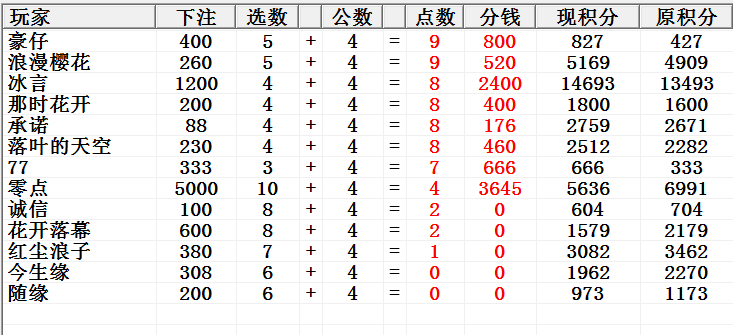 玩家 下注 选数 公数 点数 分钱 现积分 原积分
豪仔 400 5 + 4 = 9 800 827 427
浪漫樱花 260 5 + 4 = 9 520 5169 4909
冰言 1200 4 + 4 = 8 2400 14693 13493
那时花开 200 4 + 4 = 8 400 1800 1600
承诺 88 4 + 4 = 8 176 2759 2671
落叶的天空 230 4 + 4 = 8 460 2512 2282
77 333 3 + 4 = 7 666 666 333
零点 5000 10 + 4 = 4 3645 5636 6991
诚信 100 8 + 4 = 2 0 604 704
花开落幕 600 8 + 4 = 2 0 1579 2179
红尘浪子 380 7 + 4 = 1 0 3082 3462
今生缘 308 6 + 4 = 0 0 1962 2270
随缘 200 6 + 4 = 0 0 973 1173